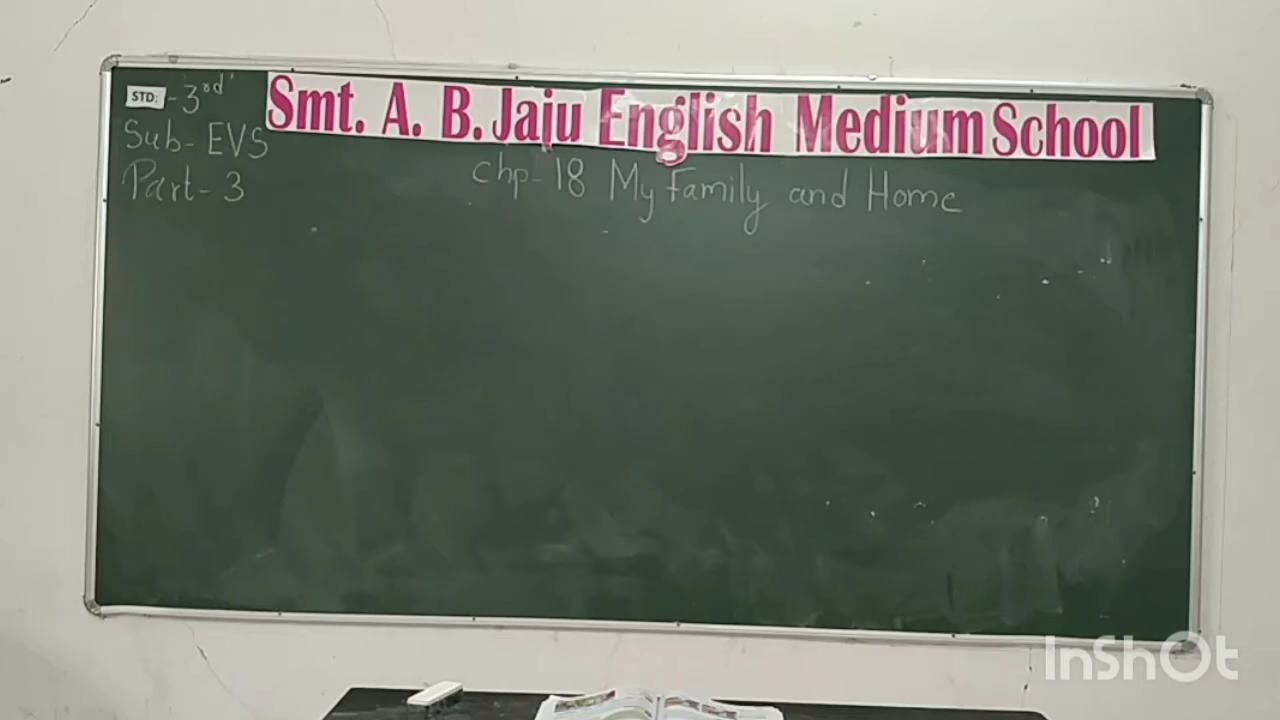 STD: - 3rd
Smt. A. B. Jaju English Medium School
Sub - EVS
Part - 3
Chp - 18 My Family and Home
InShOt